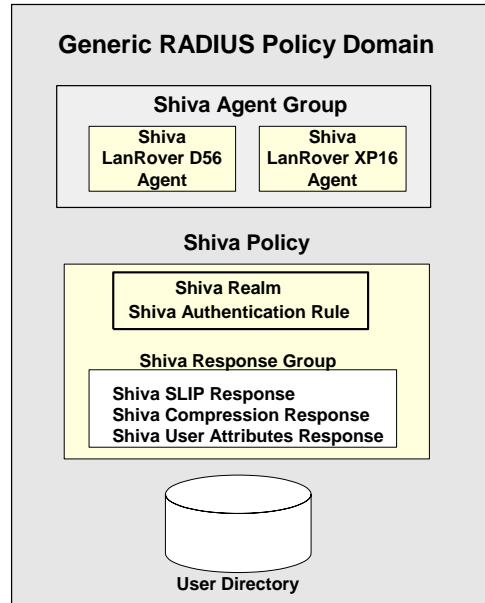 Generic RADIUS Policy Domain
Shiva Agent Group
Shiva
LanRover D56
Agent
Shiva
LanRover XP16
Agent
Shiva Policy
Shiva Realm
Shiva Authentication Rule
Shiva Response Group
Shiva SLIP Response
Shiva Compression Response
Shiva User Attributes Response
User Directory